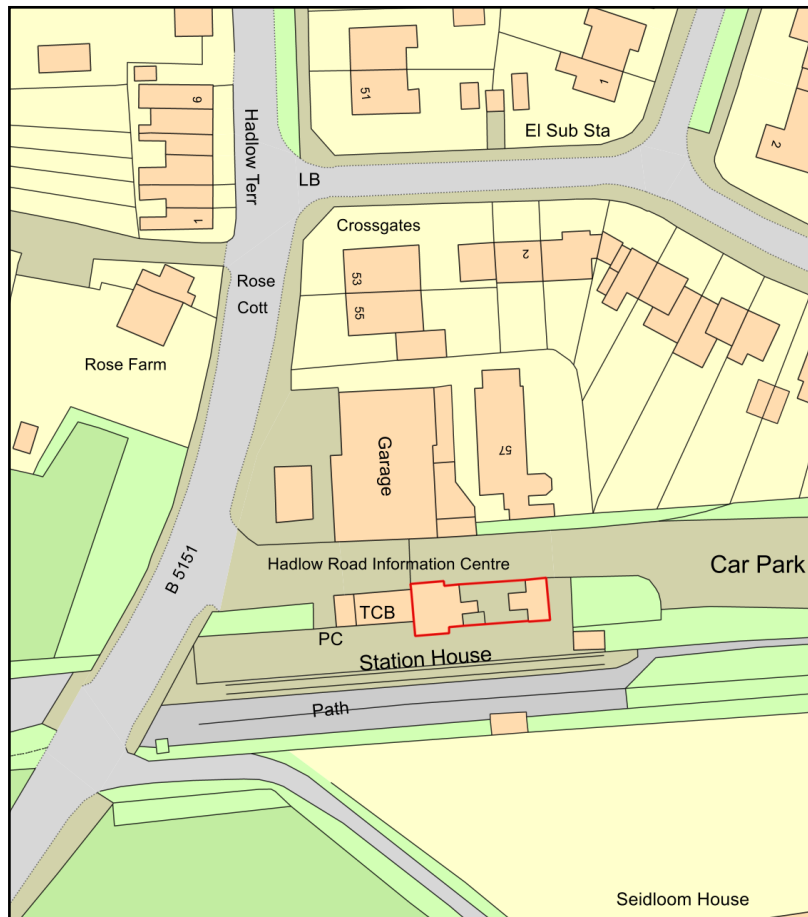 51
1
9
El Sub Sta
2
Hadlow Terr
LB
1
Crossgates
2
53
Rose
Cott
55
Rose Farm
Garage
57
B 5151
Hadlow Road Information Centre
Car Park
TCB
PC
Station House
Path
Seidloom House